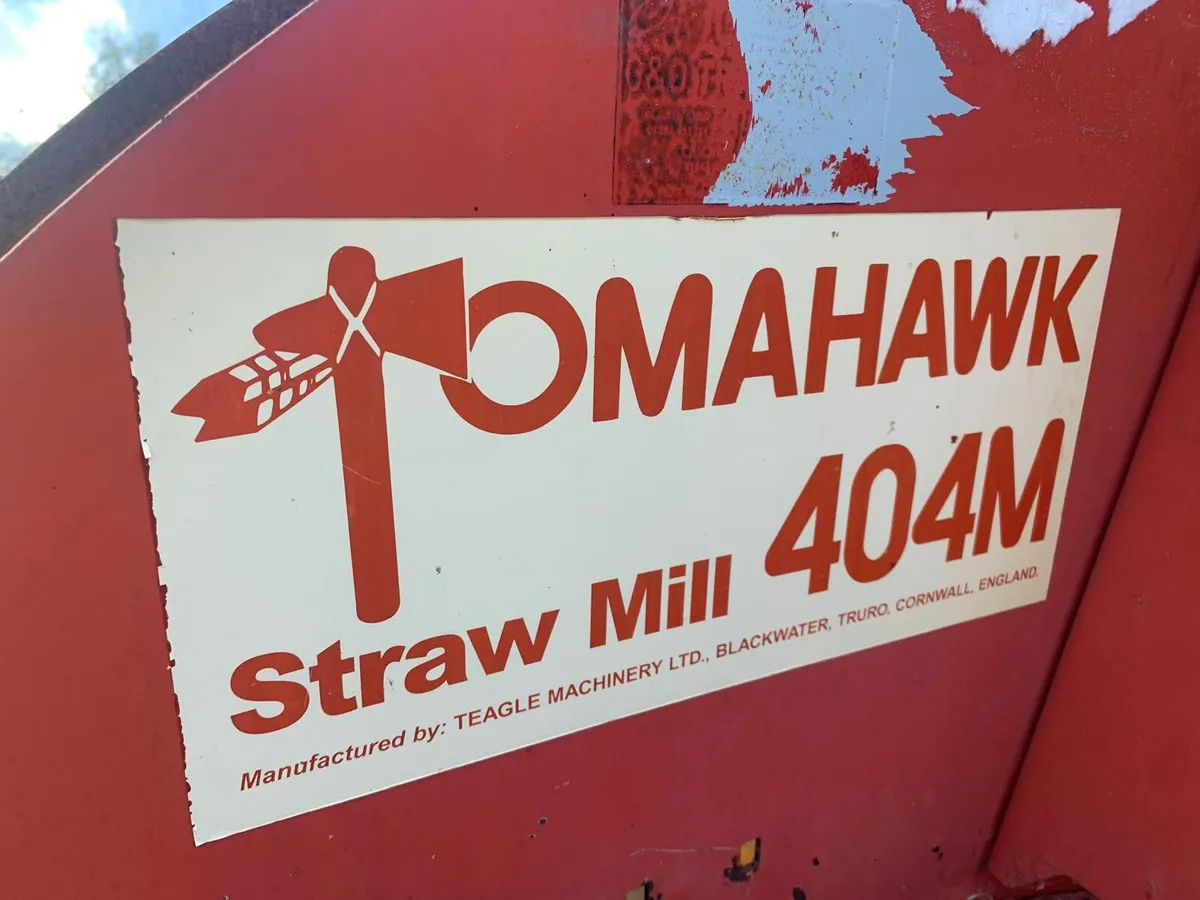 TOMAHAWK
Straw Mill 404M
Manufactured by: TEAGLE MACHINERY LTD., BLACKWATER, TRURO, CORNWALL, ENGLAND.